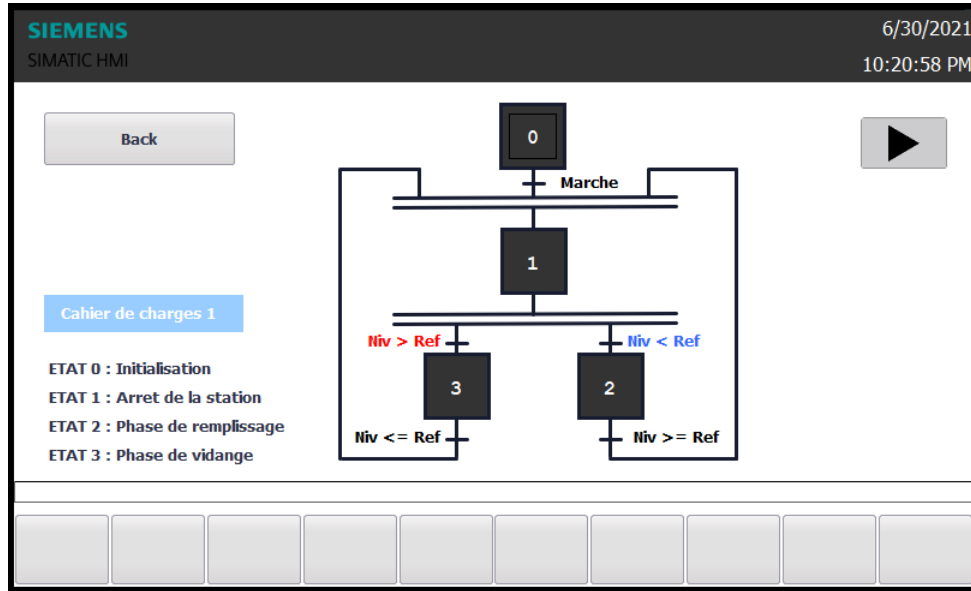 SIEMENS
SIMATIC HMI
6/30/2021
10:20:58 PM
Back
0
Marche
1
Cahier de charges 1
Niv > Ref
Niv < Ref
ETAT 0 : Initialisation
ETAT 1 : Arret de la station
ETAT 2 : Phase de remplissage
ETAT 3 : Phase de vidange
3
2
Niv <= Ref
Niv >= Ref